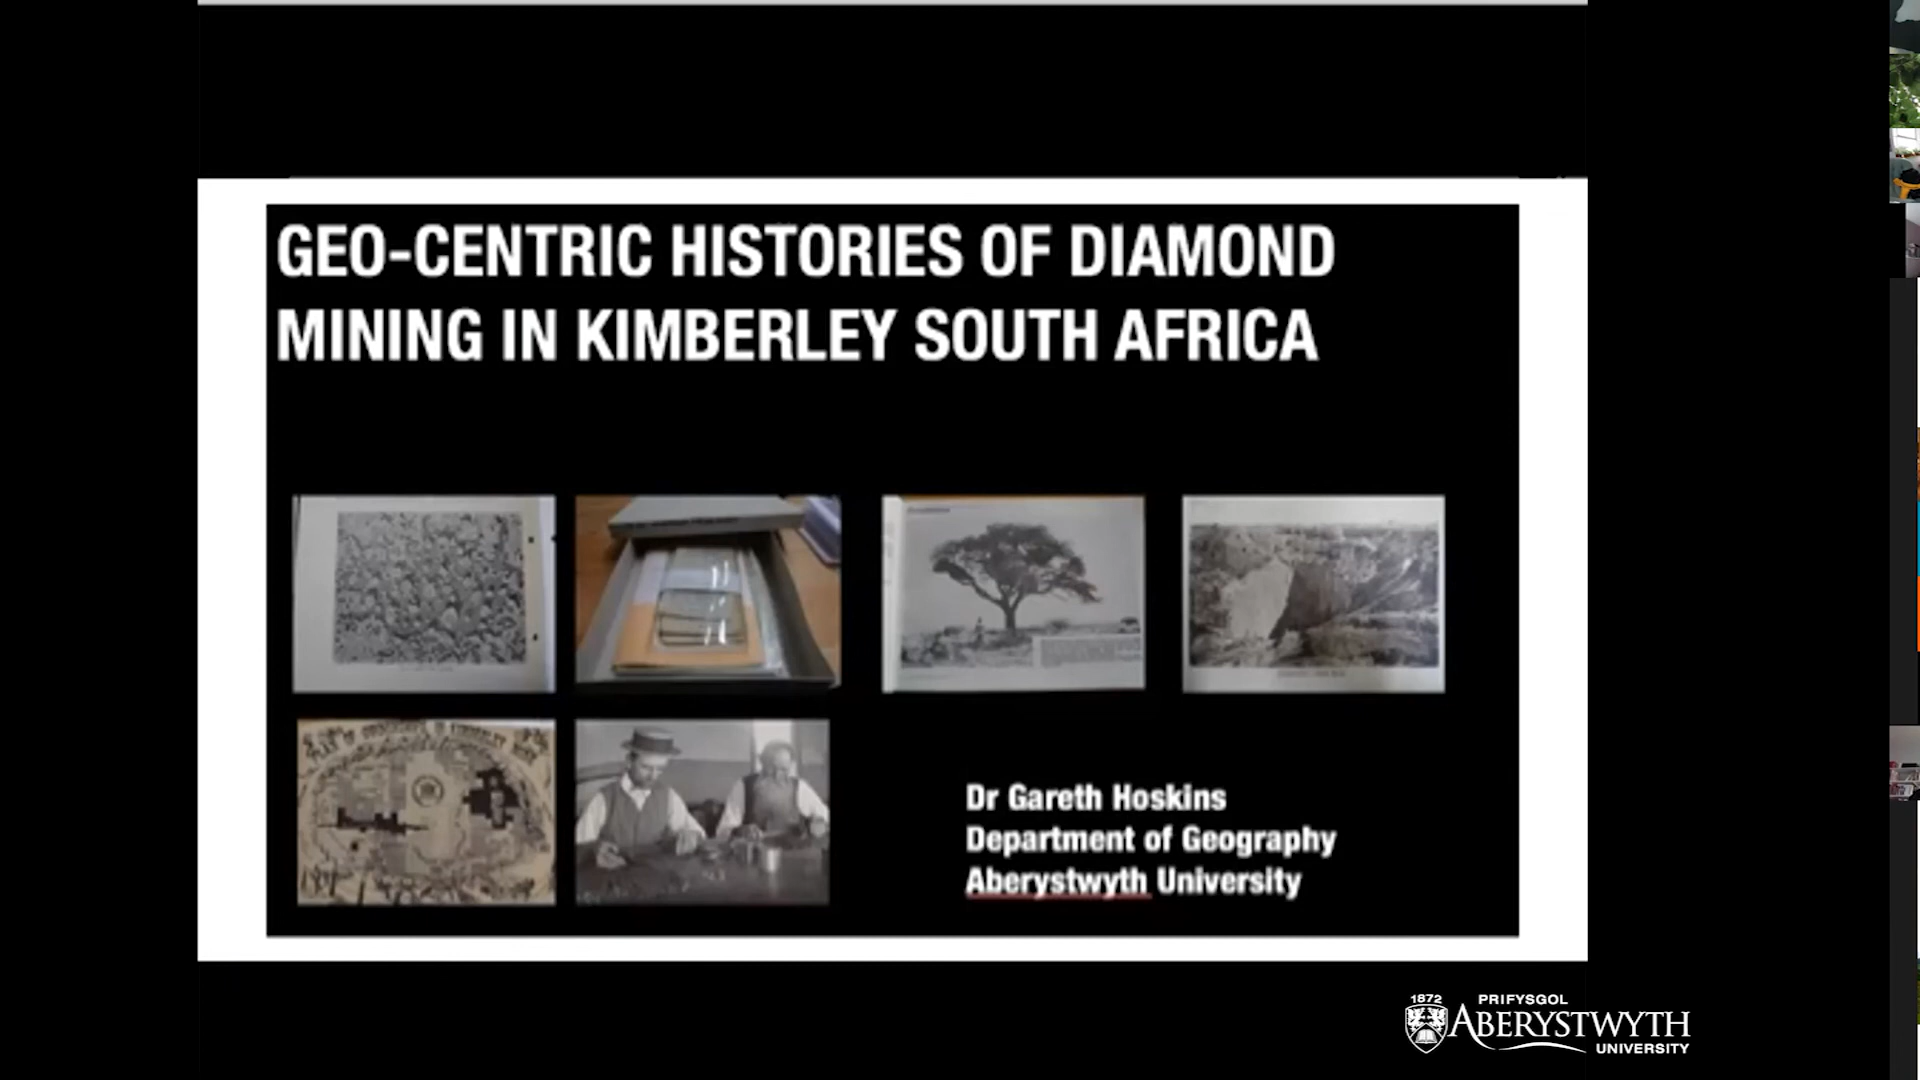 GEO-CENTRIC HISTORIES OF DIAMOND
MINING IN KIMBERLEY SOUTH AFRICA
Dr Gareth Hoskins
Department of Geography
Aberystwyth University
1872
PRIFYSGOL
ABERYSTWYTH
UNIVERSITY